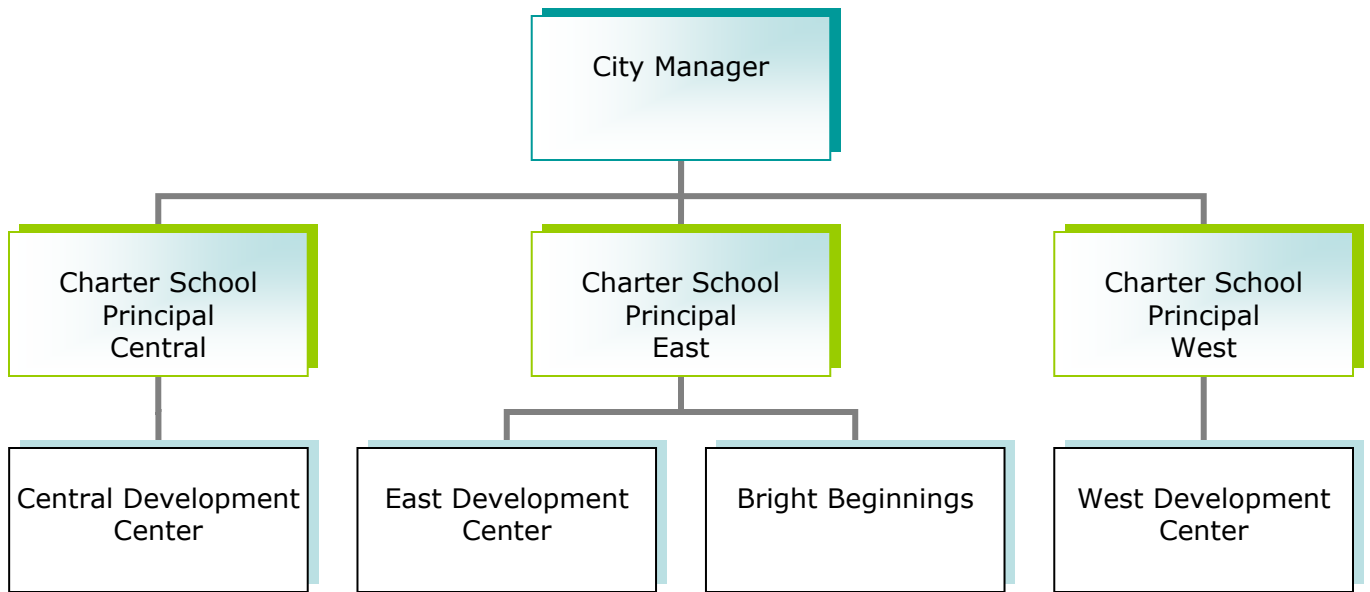 City Manager
Charter School
Principal
Central
Charter School
Principal
East
Charter School
Principal
West
Central Development
Center
East Development
Center
Bright Beginnings
West Development
Center